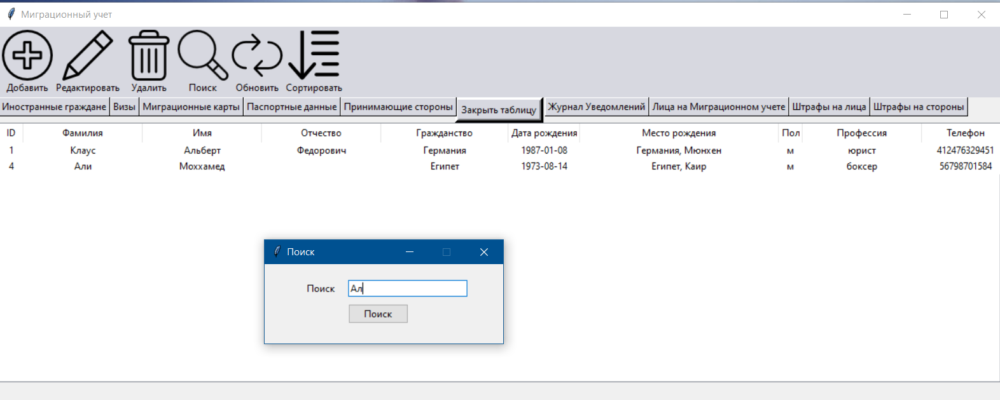 Миграционный учет
Добавить Редактировать Удалить Поиск Обновить Сортировать
Иностранные граждане Визы Миграционные карты Паспортные данные Принимающие стороны Закрыть таблицу Журнал Уведомлений Лица на Миграционном учете Штрафы на лица Штрафы на стороны
ID Фамилия Имя Отчество Гражданство Дата рождения Место рождения Пол Профессия Телефон
1 Клаус Альберт Федорович Германия 1987-01-08 Германия, Мюнхен м юрист 412476329451
4 Али Моххамед Египет 1973-08-14 Египет, Каир м боксер 56798701584
Поиск
Поиск Ал
Поиск